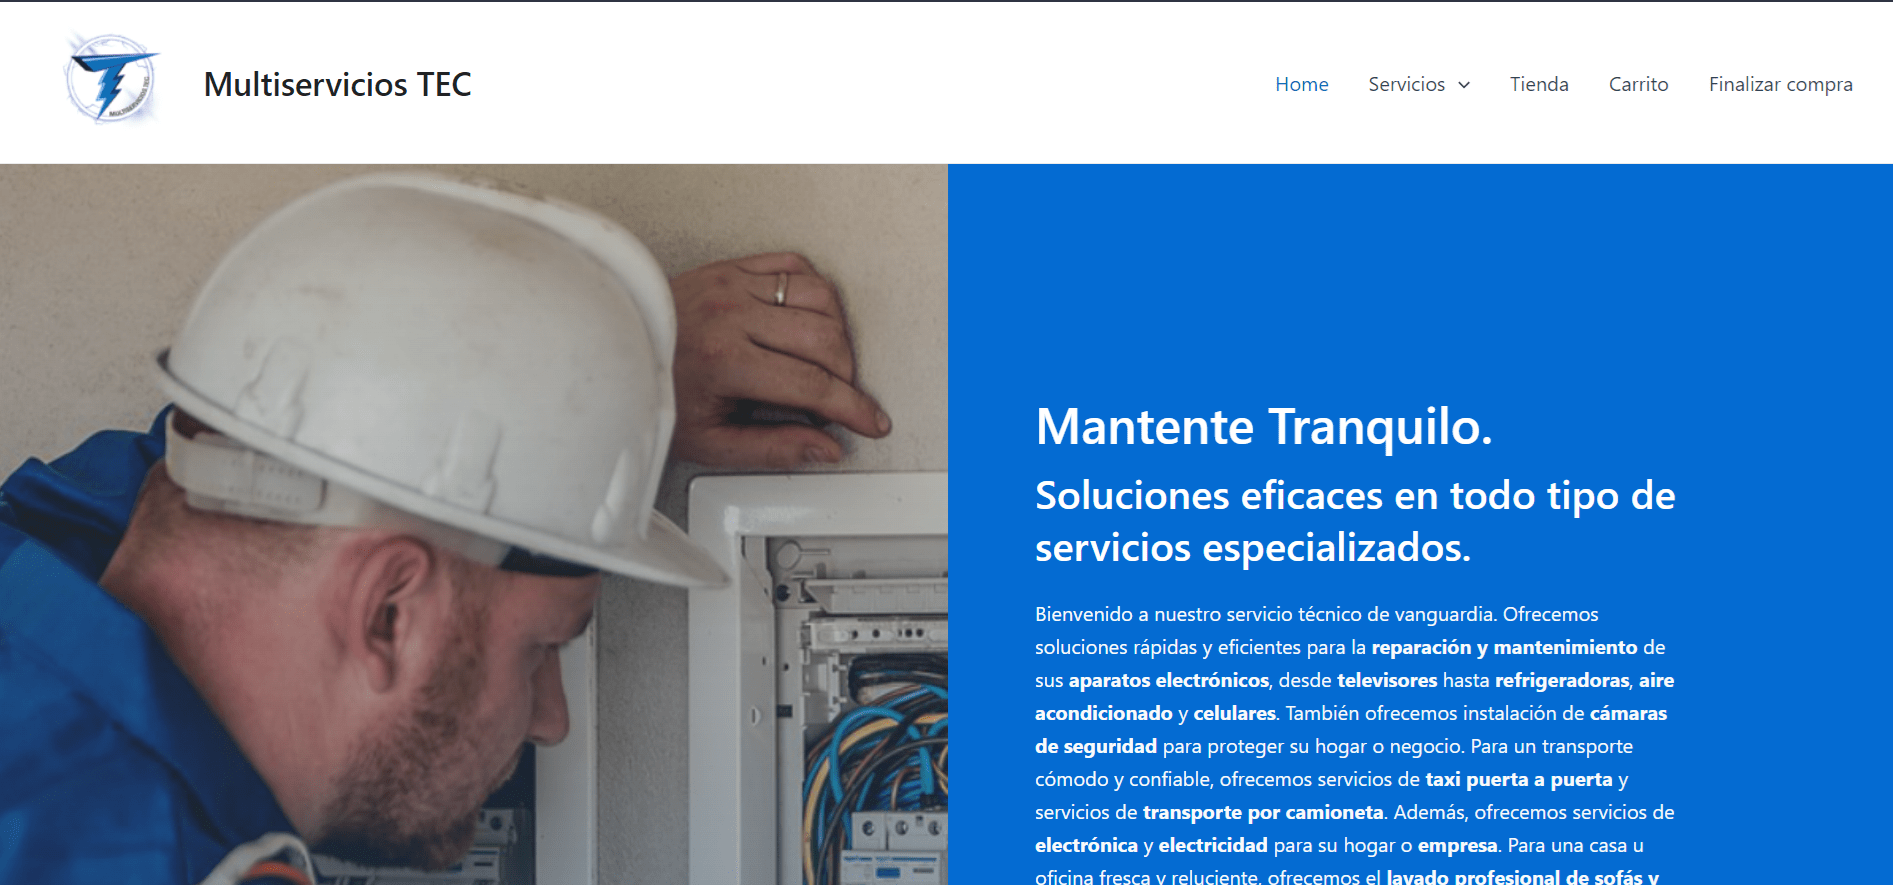 MULTISERVICIOS TEC
Multiservicios TEC
Home Servicios Tienda Carrito Finalizar compra
Mantente Tranquilo.
Soluciones eficaces en todo tipo de
servicios especializados.
Bienvenido a nuestro servicio técnico de vanguardia. Ofrecemos
soluciones rápidas y eficientes para la reparación y mantenimiento de
sus aparatos electrónicos, desde televisores hasta refrigeradoras, aire
acondicionado y celulares. También ofrecemos instalación de cámaras
de seguridad para proteger su hogar o negocio. Para un transporte
cómodo y confiable, ofrecemos servicios de taxi puerta a puerta y
servicios de transporte por camioneta. Además, ofrecemos servicios de
electrónica y electricidad para su hogar o empresa. Para una casa u
oficina fresca y reluciente, ofrecemos el lavado profesional de sofás y